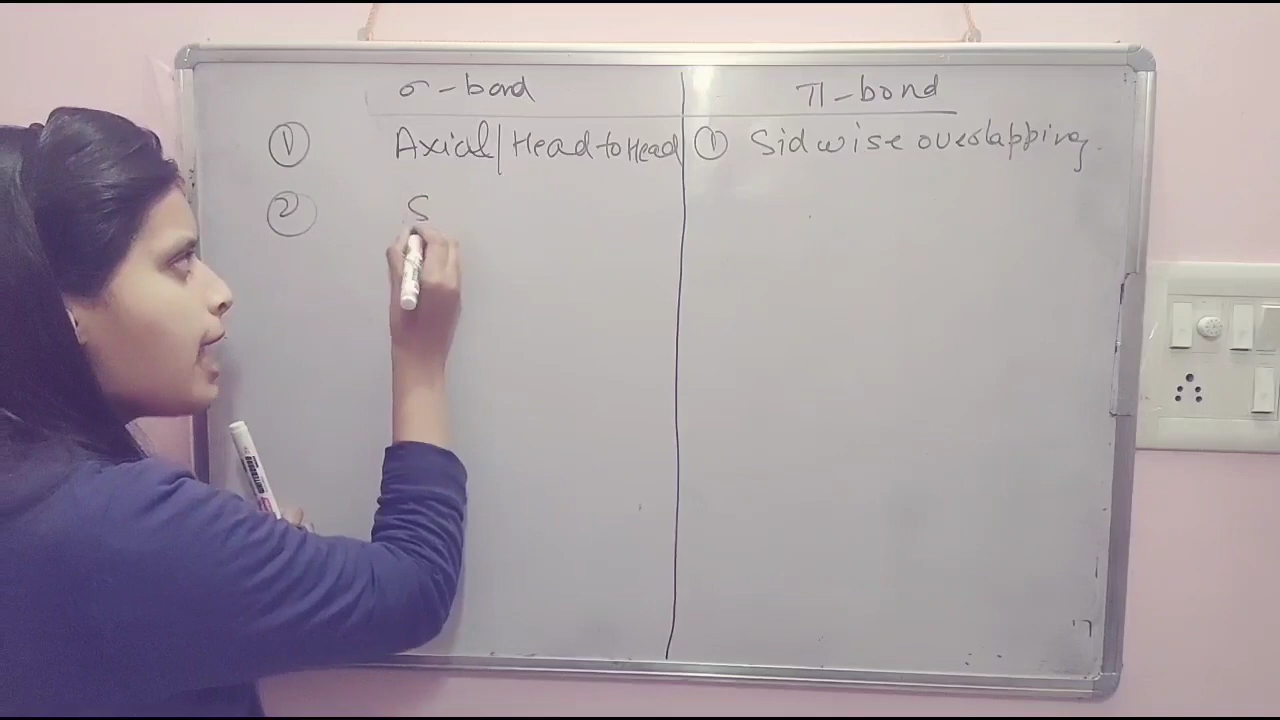 σ-bond
π-bond
① Axial/Head to Head
① Sidwise overlapping.
② S